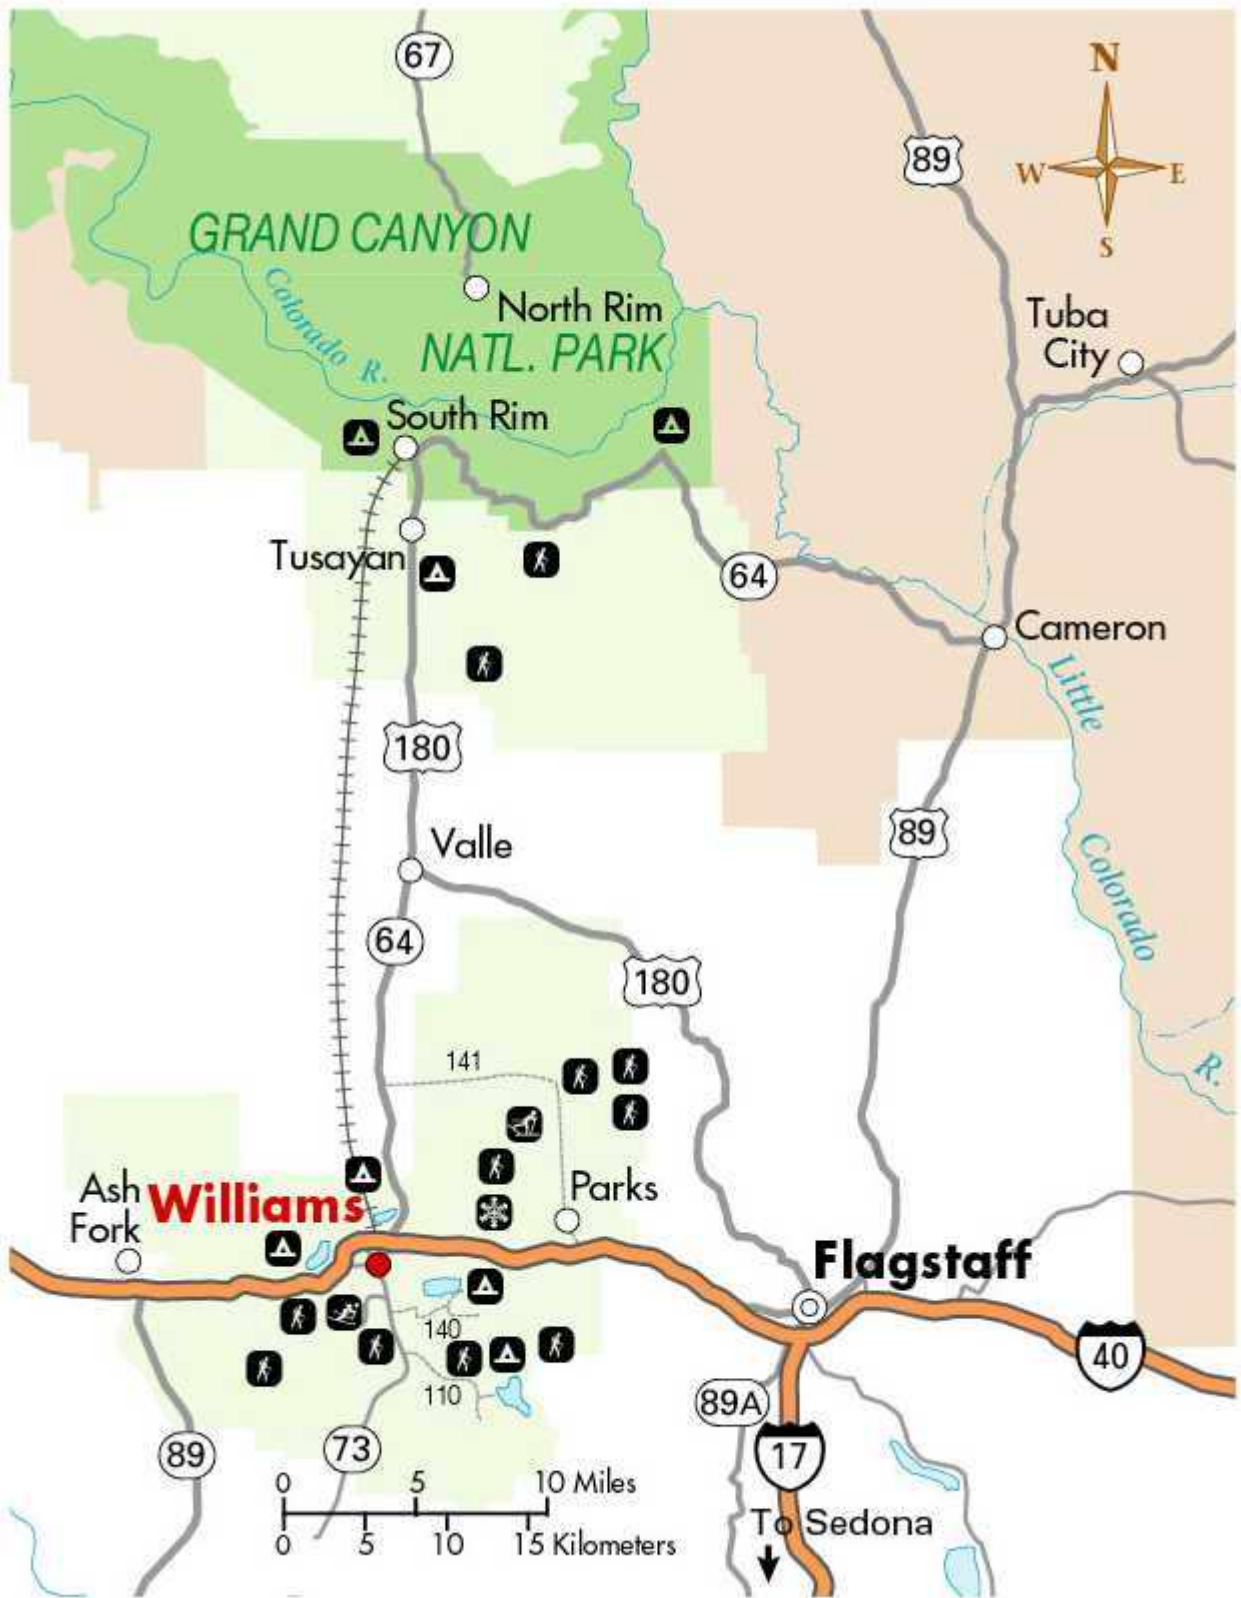 67
N
89
W E
S
GRAND CANYON
Colorado R.
North Rim
NATL. PARK
Tuba
City
South Rim
Tusayan
64
Cameron
Little
Colorado
R.
180
89
Valle
64
180
141
Ash
Fork
Williams
Parks
Flagstaff
140
40
110
89A
89
73
17
0 5 10 Miles
0 5 10 15 Kilometers
To Sedona